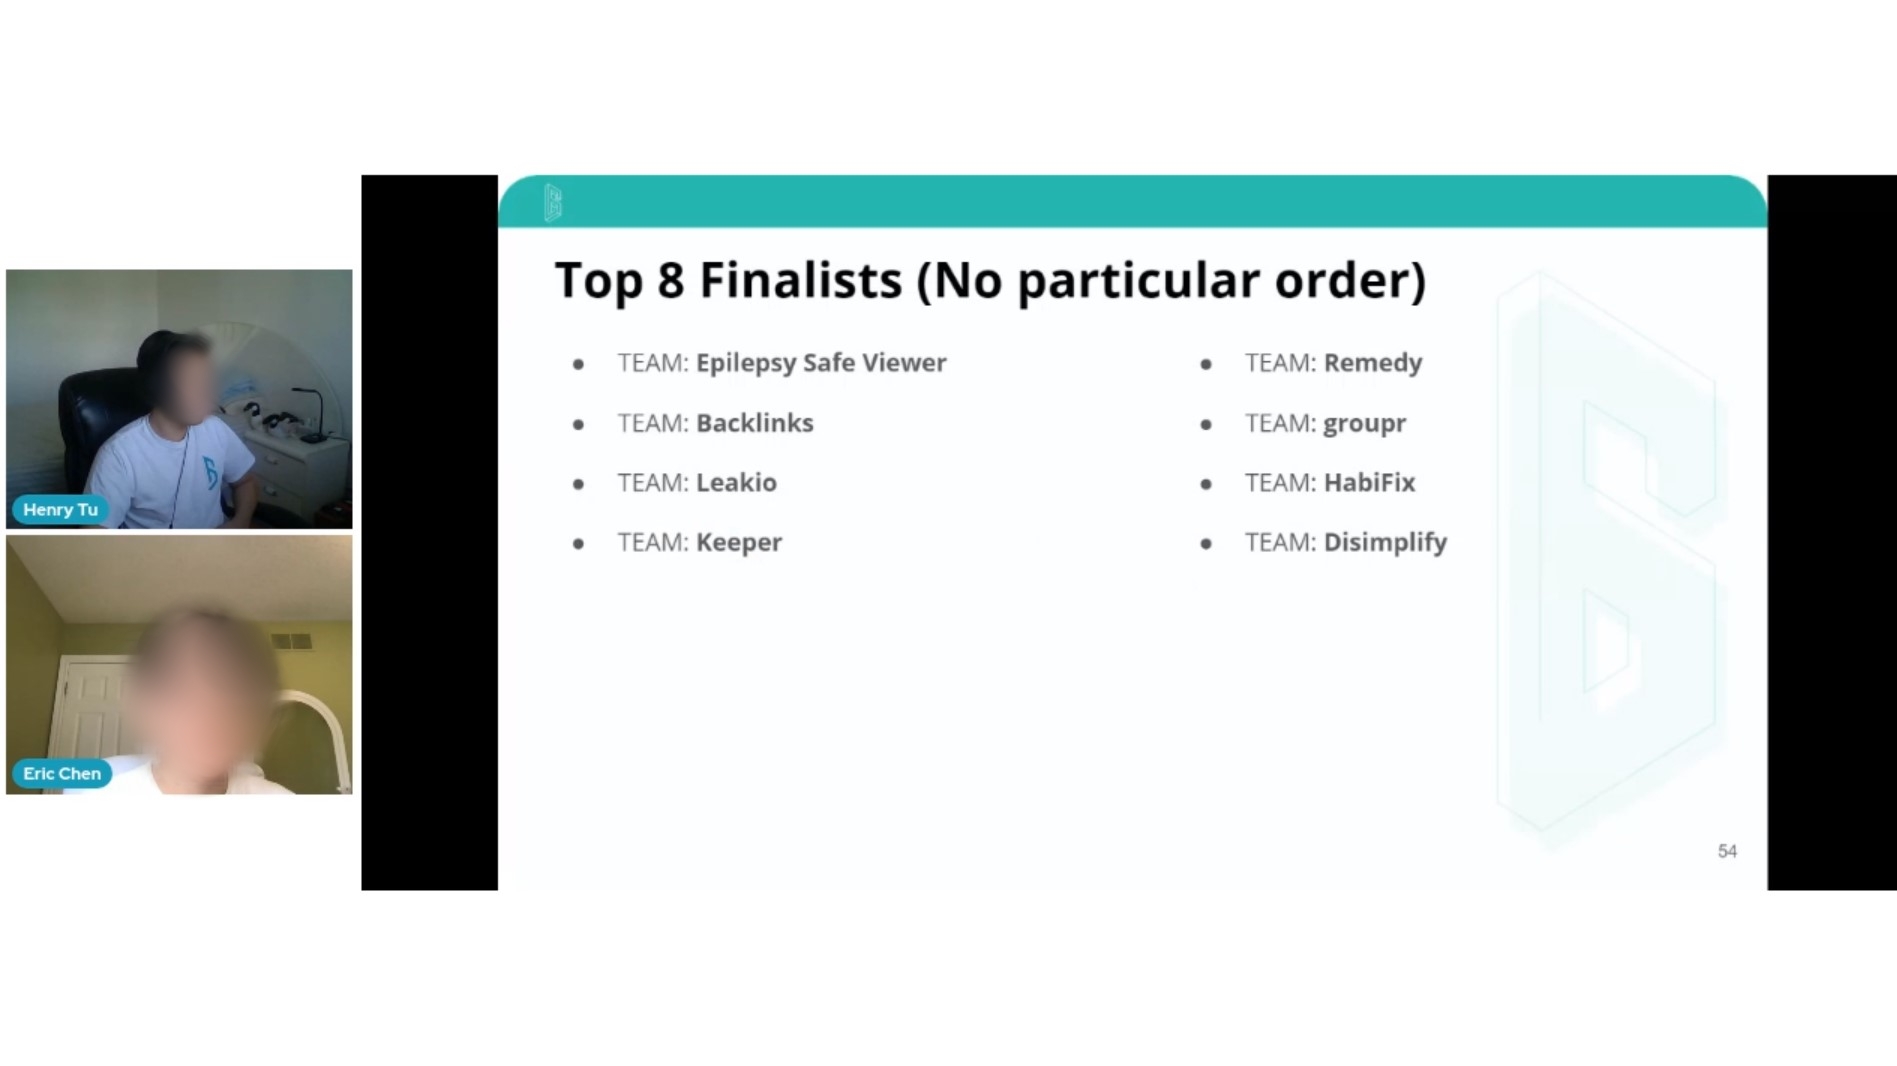 Top 8 Finalists (No particular order)
● TEAM: Epilepsy Safe Viewer
● TEAM: Backlinks
● TEAM: Leakio
● TEAM: Keeper
● TEAM: Remedy
● TEAM: groupr
● TEAM: HabiFix
● TEAM: Disimplify
54
Henry Tu
Eric Chen